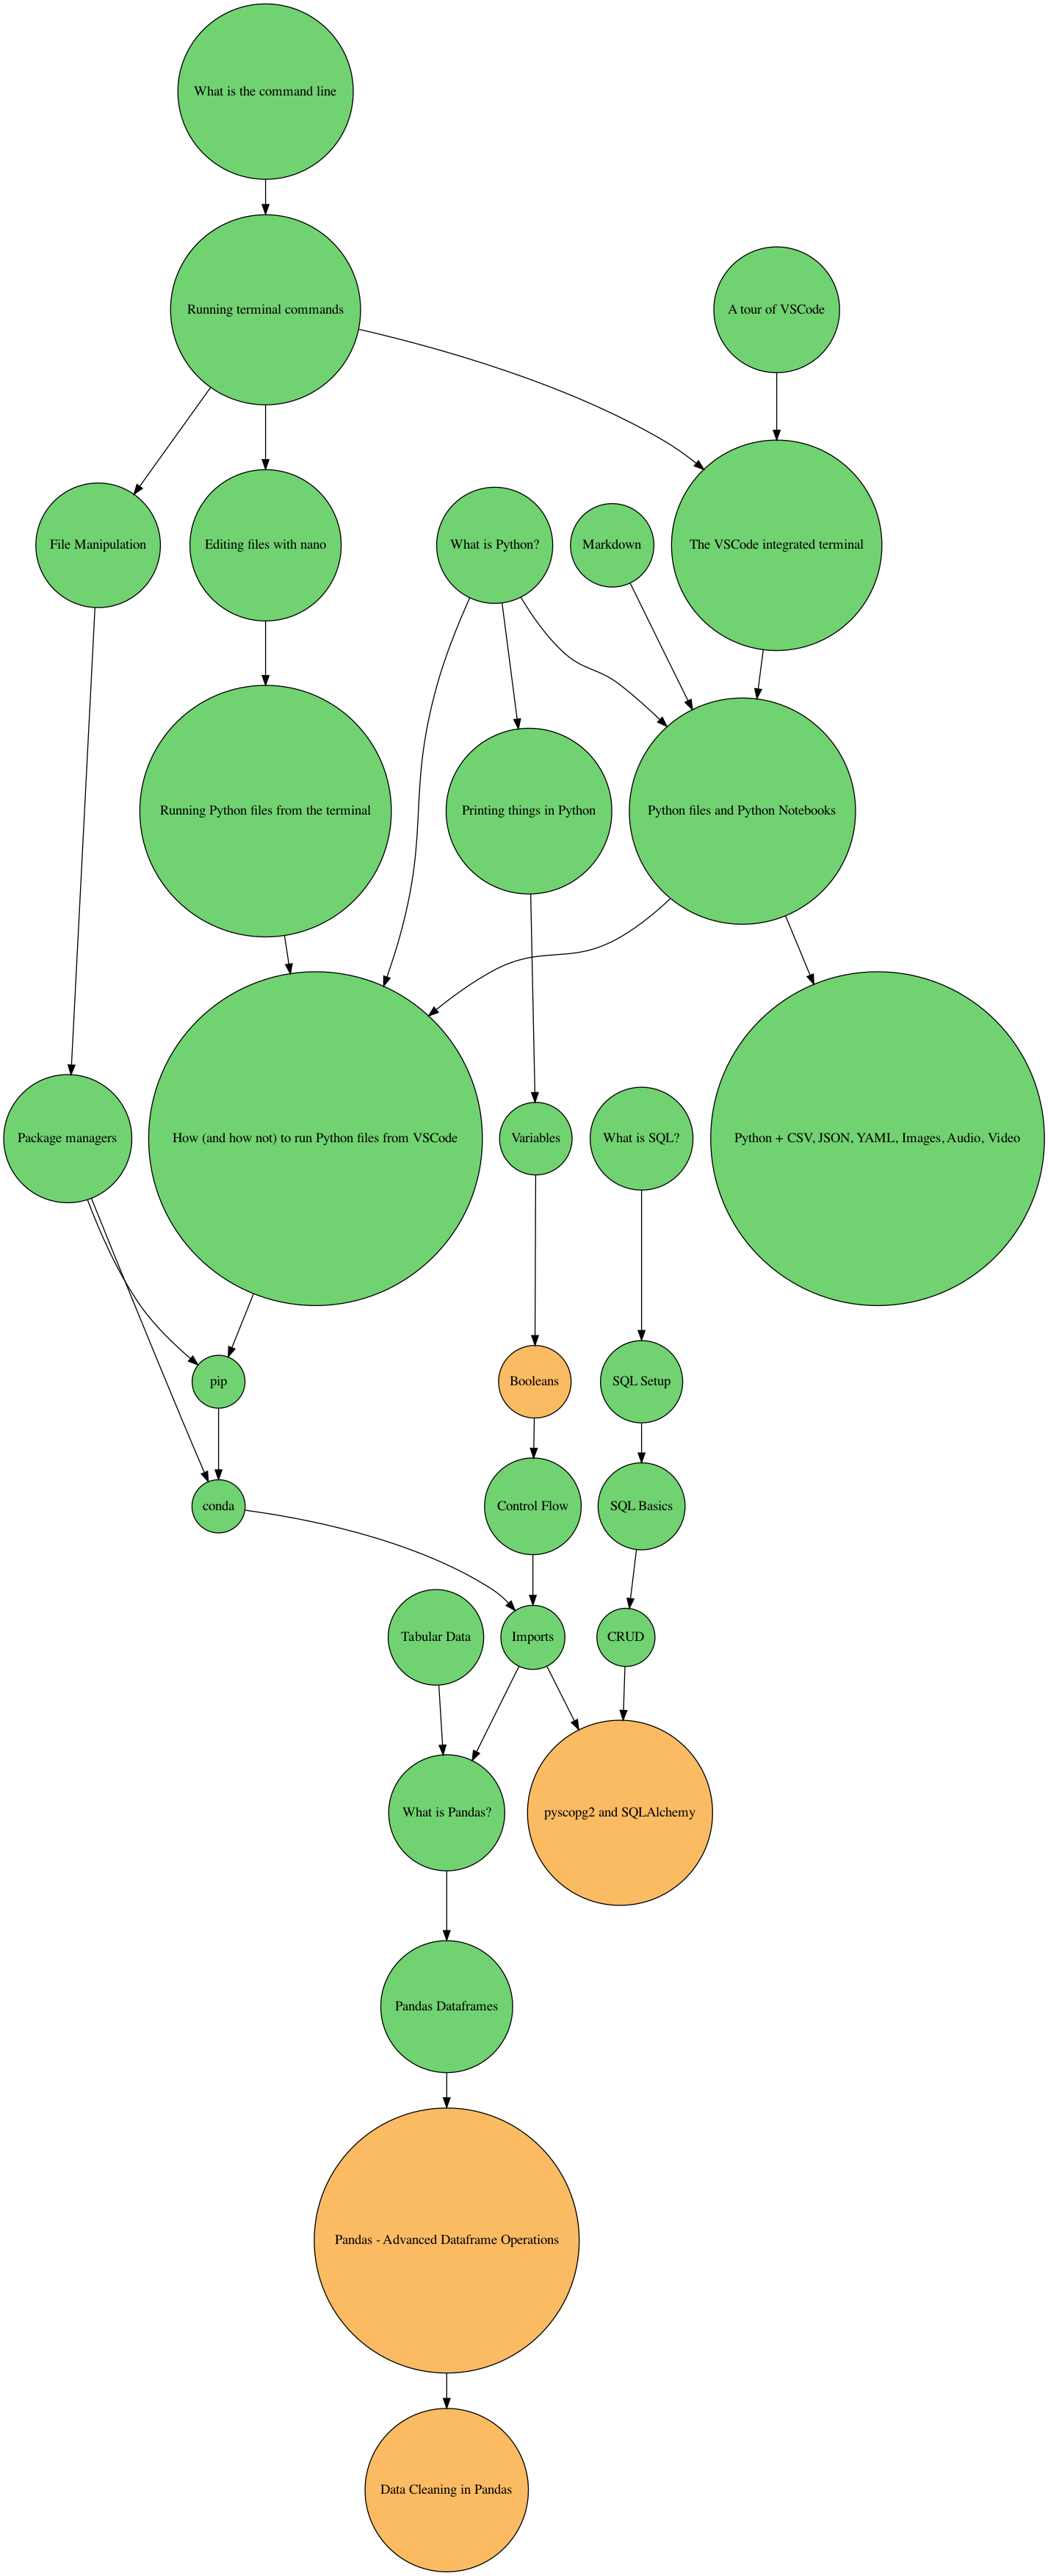 What is the command line
Running terminal commands
A tour of VSCode
File Manipulation
Editing files with nano
What is Python?
Markdown
The VSCode integrated terminal
Running Python files from the terminal
Printing things in Python
Python files and Python Notebooks
Package managers
How (and how not) to run Python files from VSCode
Variables
What is SQL?
Python + CSV, JSON, YAML, Images, Audio, Video
pip
Booleans
SQL Setup
conda
Control Flow
SQL Basics
Tabular Data
Imports
CRUD
What is Pandas?
pyscopg2 and SQLAlchemy
Pandas Dataframes
Pandas - Advanced Dataframe Operations
Data Cleaning in Pandas